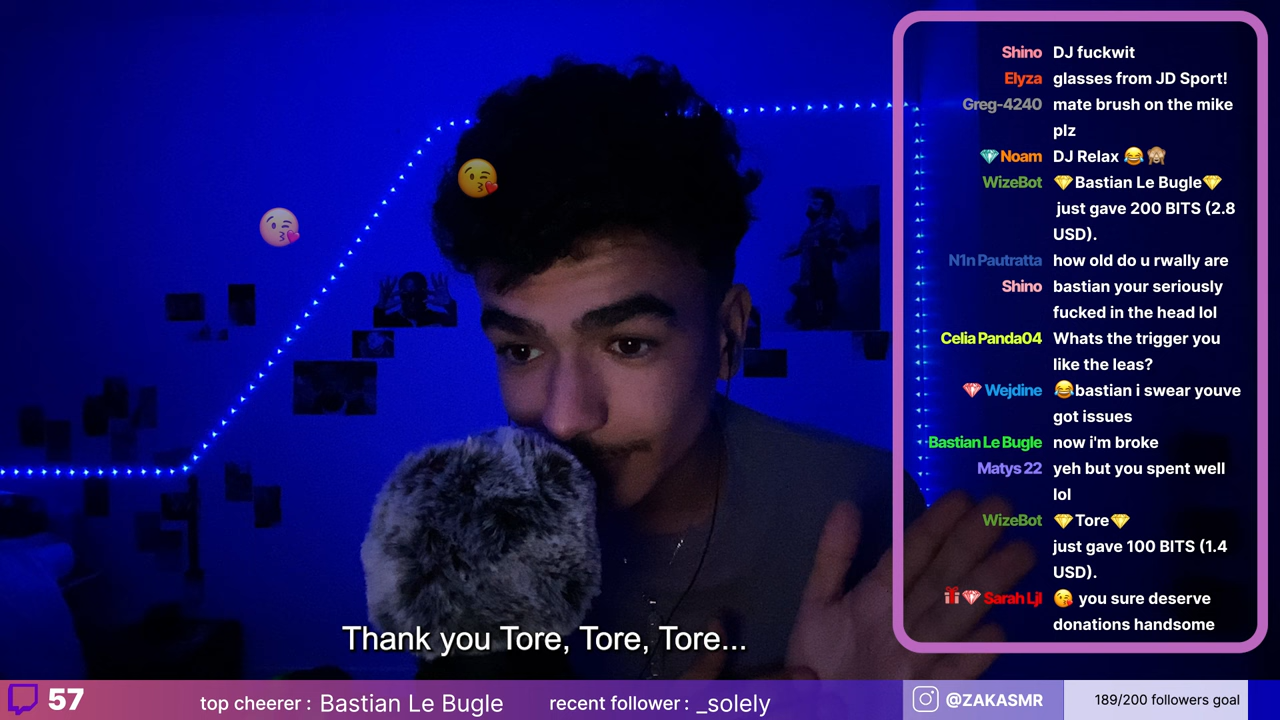 Shino DJ fuckwit
Elyza glasses from JD Sport!
Greg-4240 mate brush on the mike
plz
Noam DJ Relax 😂 🙈
WizeBot Bastian Le Bugle
just gave 200 BITS (2.8
USD).
N1n Pautratta how old do u rwally are
Shino bastian your seriously
fucked in the head lol
Celia Panda04 Whats the trigger you
like the leas?
Wejdine 😂bastian i swear youve
got issues
Bastian Le Bugle now i'm broke
Matys 22 yeh but you spent well
lol
WizeBot Tore
just gave 100 BITS (1.4
USD).
Sarah Ljl 😘 you sure deserve
donations handsome
Thank you Tore, Tore, Tore...
57
top cheerer : Bastian Le Bugle
recent follower : _solely
@ZAKASMR
189/200 followers goal